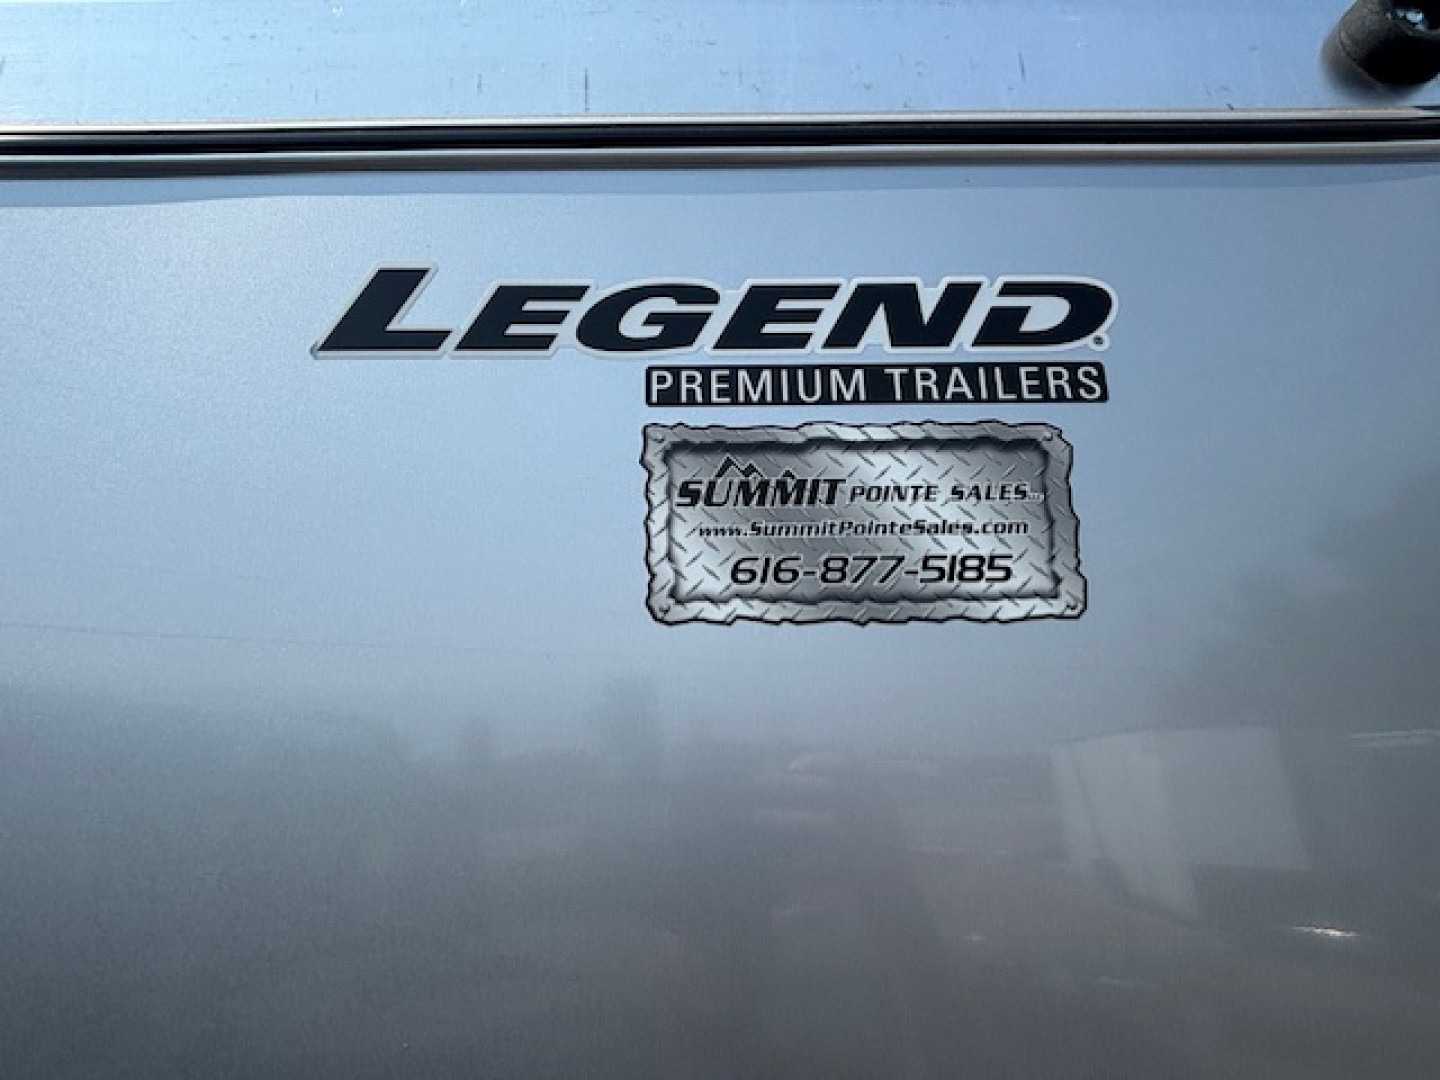 LEGEND
PREMIUM TRAILERS
SUMMIT POINTE SALES
www.SummitPointeSales.com
616-877-5185